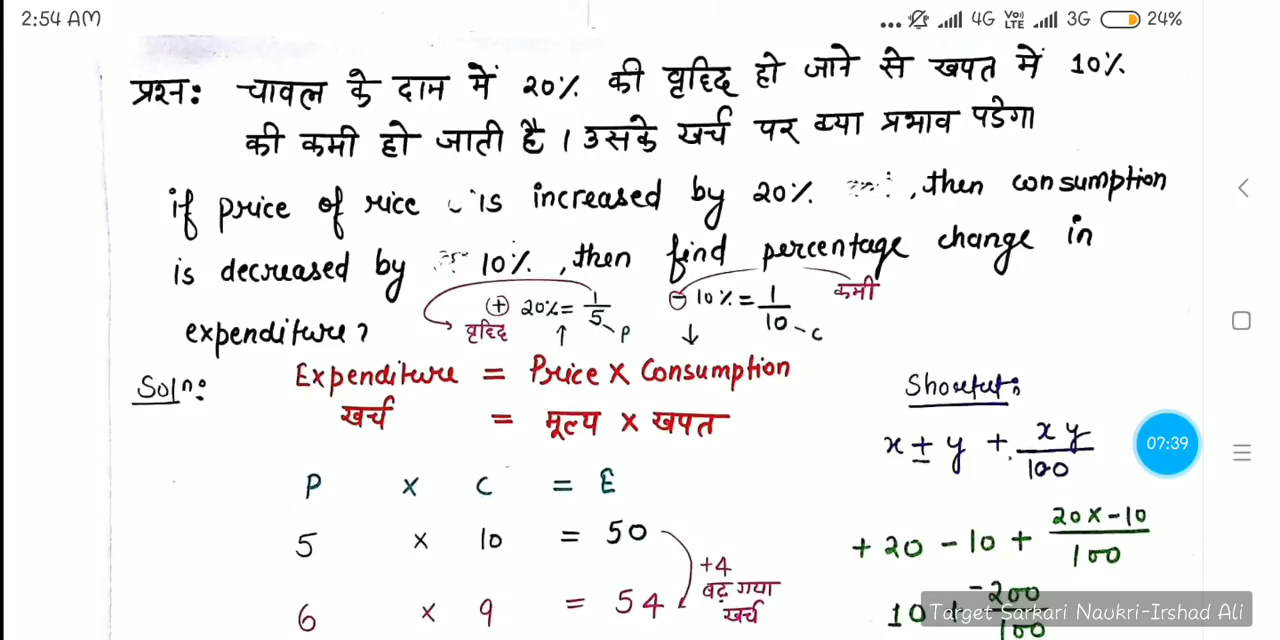 2:54 AM
... 4G VoD LTE 3G 24%
प्रश्न: चावल के दाम में 20% की वृध्दि हो जाने से खपत में 10%
की कमी हो जाती है। उसके खर्च पर क्या प्रभाव पडेगा
if price of rice is increased by 20% , then consumption
is decreased by 10% , then find percentage change in
expenditure?
(+) 20% = 1/5 - P
वृध्दि ↑
(-) 10% = 1/10 - C
कमी ↓
Soln:
Expenditure = Price × Consumption
खर्च = मूल्य × खपत
P × C = E
5 × 10 = 50
6 × 9 = 54
+4
बढ़ गया
खर्च
Shortcut:
x ± y + xy/100
07:39
+20 - 10 + 20×-10/100
10 + -200/100
Target Sarkari Naukri-Irshad Ali